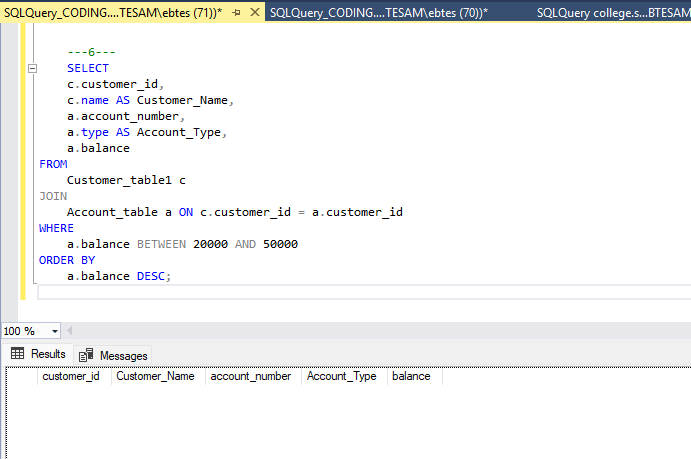 SQLQuery_CODING....TESAM\ebtes (71))* SQLQuery_CODING....TESAM\ebtes (70))* SQLQuery college.s...BTESAM
---6---
SELECT
c.customer_id,
c.name AS Customer_Name,
a.account_number,
a.type AS Account_Type,
a.balance
FROM
Customer_table1 c
JOIN
Account_table a ON c.customer_id = a.customer_id
WHERE
a.balance BETWEEN 20000 AND 50000
ORDER BY
a.balance DESC;
100 %
Results Messages
customer_id Customer_Name account_number Account_Type balance